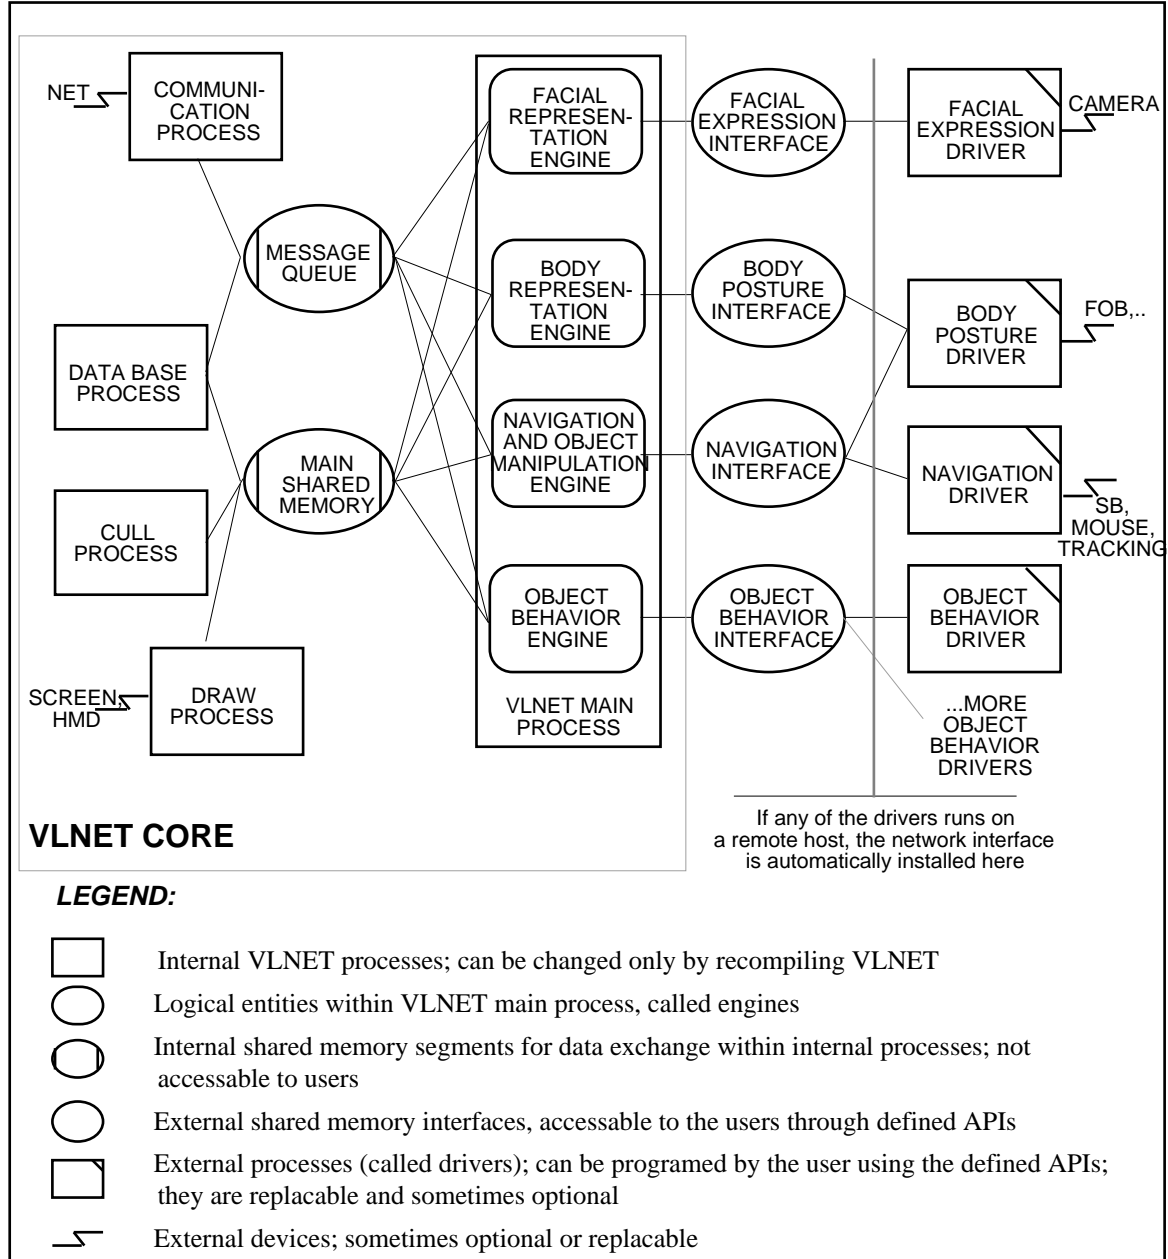 NET
COMMUNI-
CATION
PROCESS
MESSAGE
QUEUE
DATA BASE
PROCESS
MAIN
SHARED
MEMORY
CULL
PROCESS
SCREEN,
HMD
DRAW
PROCESS
FACIAL
REPRESEN-
TATION
ENGINE
BODY
REPRESEN-
TATION
ENGINE
NAVIGATION
AND OBJECT
MANIPULATION
ENGINE
OBJECT
BEHAVIOR
ENGINE
VLNET MAIN
PROCESS
FACIAL
EXPRESSION
INTERFACE
BODY
POSTURE
INTERFACE
NAVIGATION
INTERFACE
OBJECT
BEHAVIOR
INTERFACE
FACIAL
EXPRESSION
DRIVER
CAMERA
BODY
POSTURE
DRIVER
FOB,..
NAVIGATION
DRIVER
SB,
MOUSE,
TRACKING
OBJECT
BEHAVIOR
DRIVER
...MORE
OBJECT
BEHAVIOR
DRIVERS
VLNET CORE
If any of the drivers runs on
a remote host, the network interface
is automatically installed here
LEGEND:
Internal VLNET processes; can be changed only by recompiling VLNET
Logical entities within VLNET main process, called engines
Internal shared memory segments for data exchange within internal processes; not
accessable to users
External shared memory interfaces, accessable to the users through defined APIs
External processes (called drivers); can be programed by the user using the defined APIs;
they are replacable and sometimes optional
External devices; sometimes optional or replacable